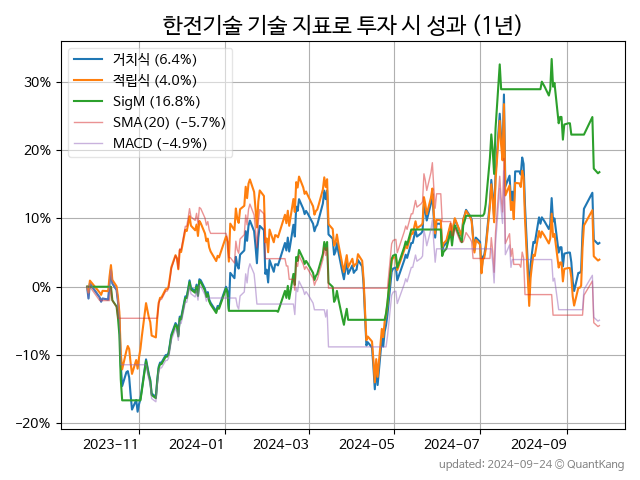 한전기술 기술 지표로 투자 시 성과 (1년)
거치식 (6.4%)
적립식 (4.0%)
SigM (16.8%)
SMA(20) (−5.7%)
MACD (−4.9%)
30%
20%
10%
0%
−10%
−20%
2023−11 2024−01 2024−03 2024−05 2024−07 2024−09
updated: 2024−09−24 © QuantKang